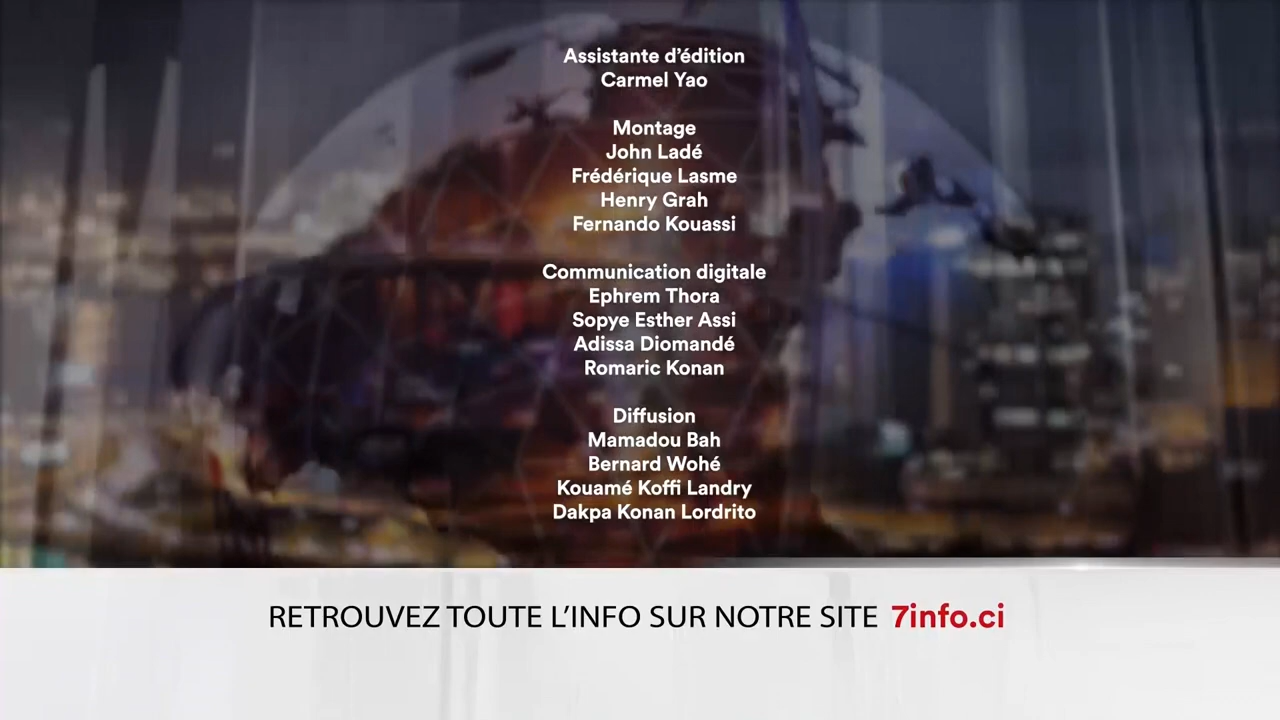 Assistante d’édition
Carmel Yao
Montage
John Ladé
Frédérique Lasme
Henry Grah
Fernando Kouassi
Communication digitale
Ephrem Thora
Sopye Esther Assi
Adissa Diomandé
Romaric Konan
Diffusion
Mamadou Bah
Bernard Wohé
Kouamé Koffi Landry
Dakpa Konan Lordrito
RETROUVEZ TOUTE L’INFO SUR NOTRE SITE 7info.ci